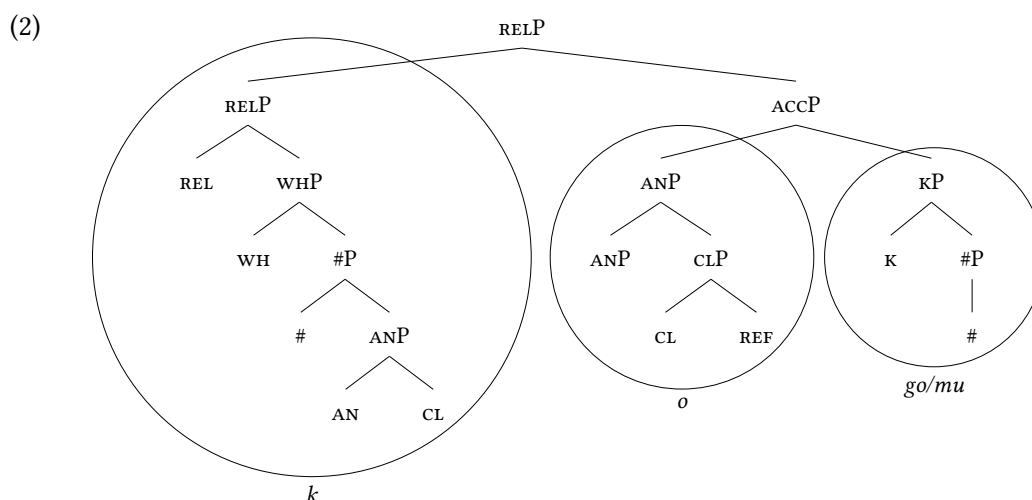 (2)
RELP
RELP ACCP
REL WHP ANP KP
WH #P ANP CLP K #P
# ANP CL REF #
AN CL
o go/mu
k